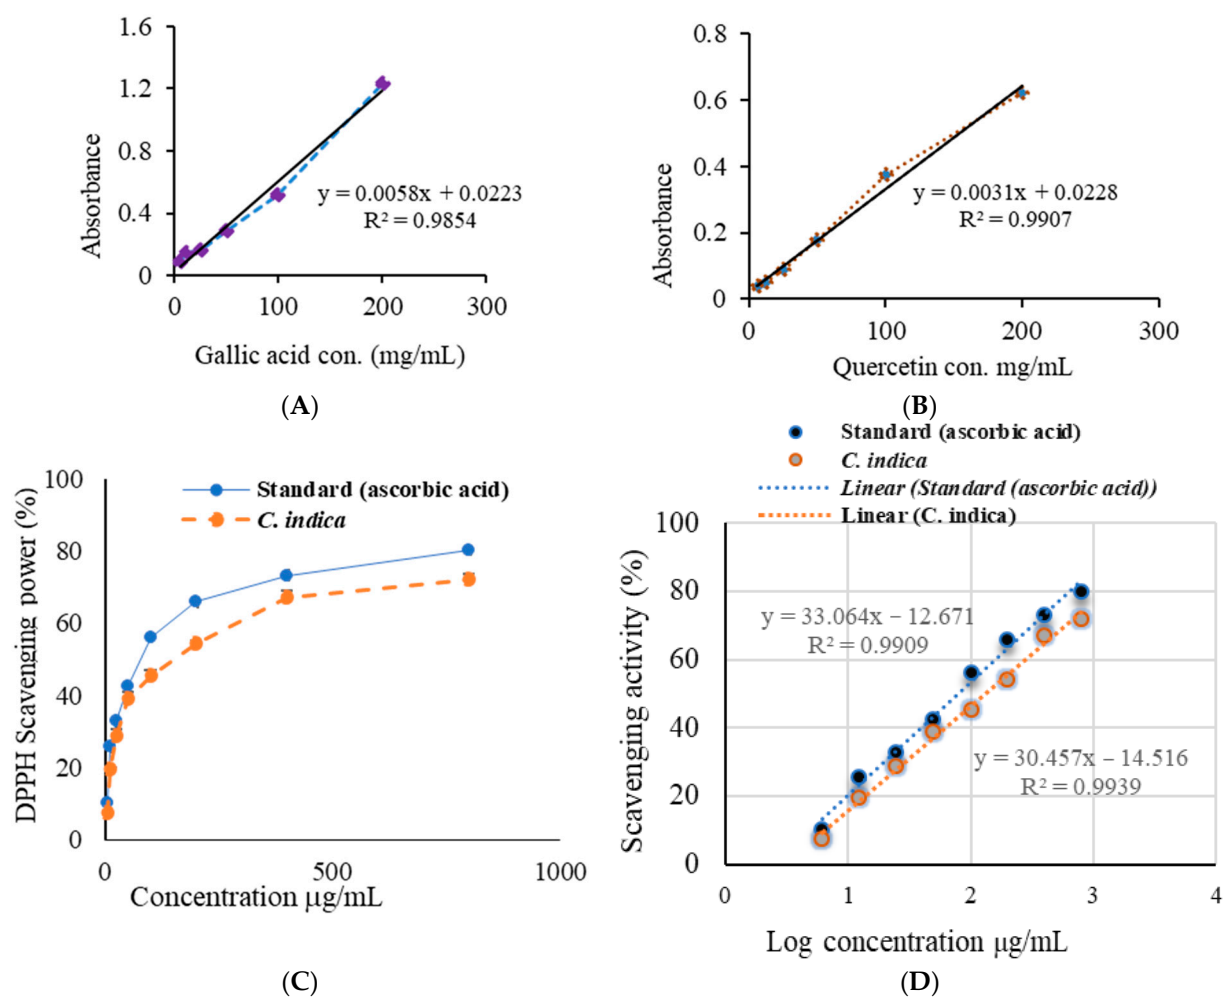 1.6
1.2
0.8
0.4
0
0 100 200 300
Absorbance
y = 0.0058x + 0.0223
R² = 0.9854
Gallic acid con. (mg/mL)
(A)
0.8
0.6
0.4
0.2
0
0 100 200 300
Absorbance
y = 0.0031x + 0.0228
R² = 0.9907
Quercetin con. mg/mL
(B)
100
80
60
40
20
0
0 500 1000
DPPH Scavenging power (%)
Standard (ascorbic acid)
C. indica
Concentration µg/mL
(C)
Standard (ascorbic acid)
C. indica
Linear (Standard (ascorbic acid))
Linear (C. indica)
100
80
60
40
20
0
0 1 2 3 4
Scavenging activity (%)
y = 33.064x − 12.671
R² = 0.9909
y = 30.457x − 14.516
R² = 0.9939
Log concentration µg/mL
(D)